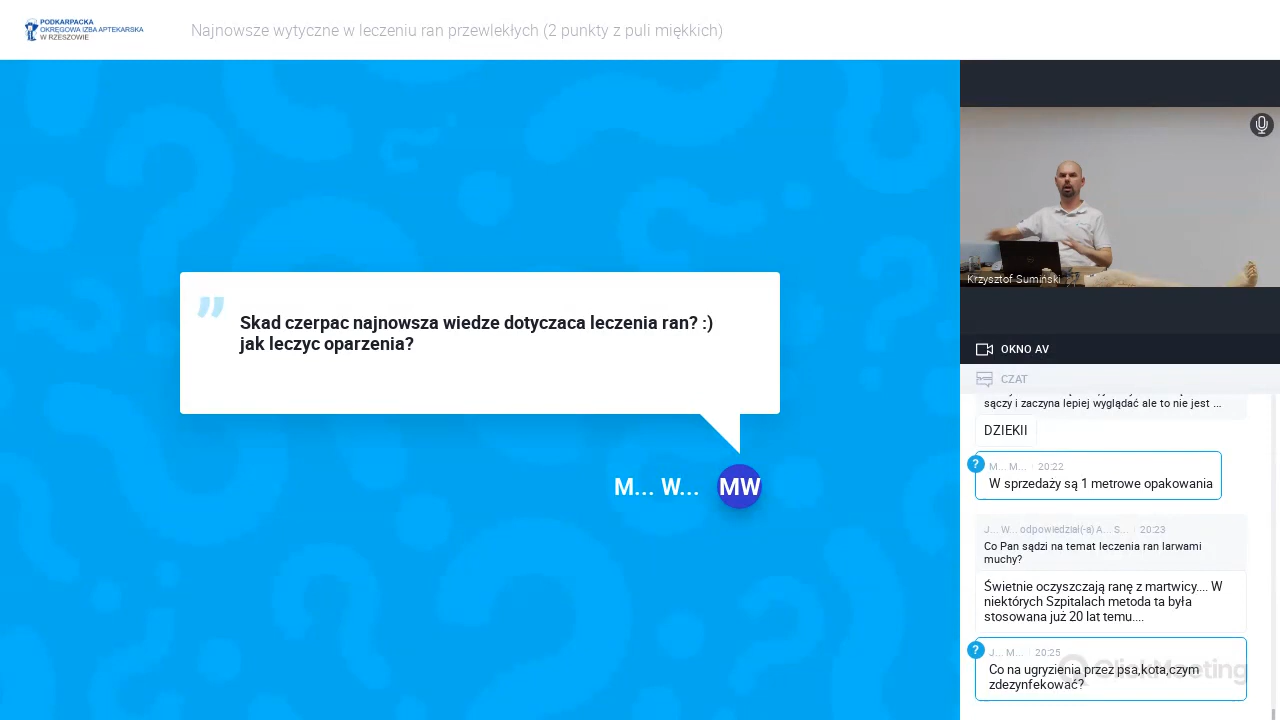 PODKARPACKA
OKRĘGOWA IZBA APTEKARSKA
W RZESZOWIE
Najnowsze wytyczne w leczeniu ran przewlekłych (2 punkty z puli miękkich)
Skad czerpac najnowsza wiedze dotyczaca leczenia ran? :)
jak leczyc oparzenia?
M... W...
MW
Krzysztof Sumiński
OKNO AV
CZAT
sączy i zaczyna lepiej wyglądać ale to nie jest ...
DZIEKII
?
M... M... 20:22
W sprzedaży są 1 metrowe opakowania
J... W... odpowiedział(-a) A... S... 20:23
Co Pan sądzi na temat leczenia ran larwami
muchy?
Świetnie oczyszczają ranę z martwicy.... W
niektórych Szpitalach metoda ta była
stosowana już 20 lat temu....
?
J... M... 20:25
Co na ugryzienia przez psa,kota,czym
zdezynfekować?
ClickMeeting